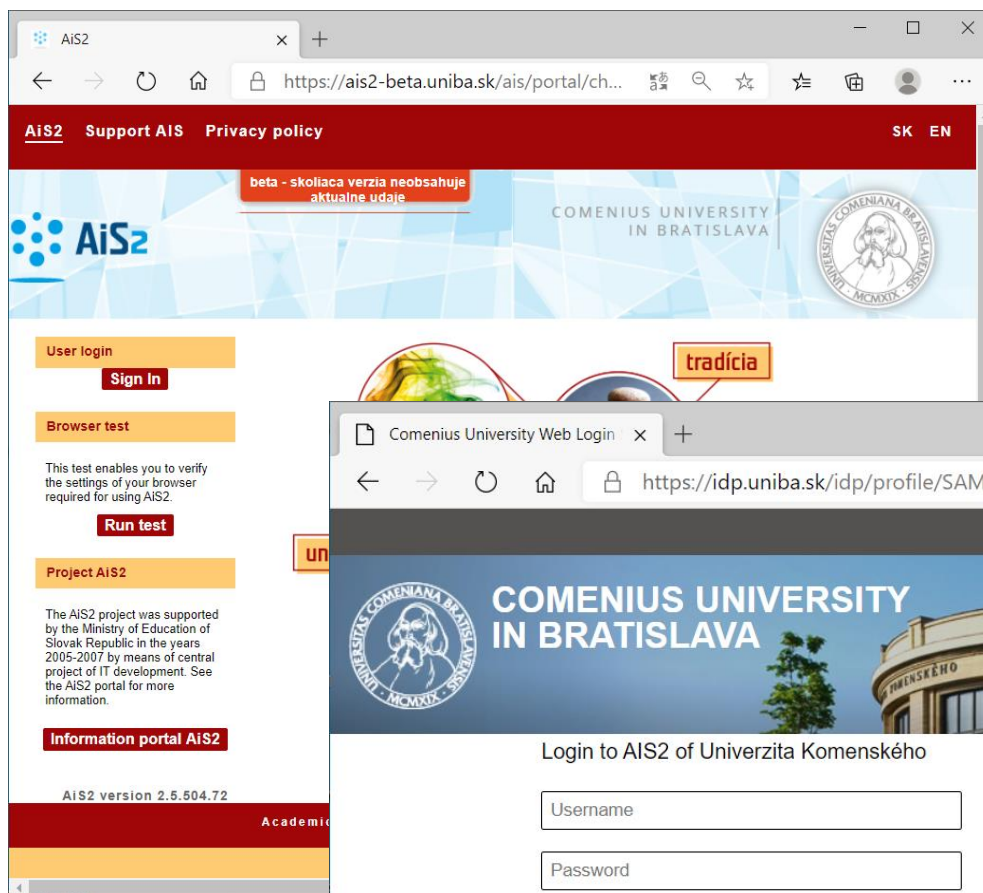 AiS2
https://ais2-beta.uniba.sk/ais/portal/ch...
AiS2 Support AIS Privacy policy SK EN
beta - skoliaca verzia neobsahuje
aktualne udaje
AiS2
COMENIUS UNIVERSITY
IN BRATISLAVA
UNIVERSITAS COMENIANA BRATISLAVENSIS
MCMXIX
User login
Sign In
tradícia
Browser test
This test enables you to verify
the settings of your browser
required for using AiS2.
Run test
un
Project AiS2
The AiS2 project was supported
by the Ministry of Education of
Slovak Republic in the years
2005-2007 by means of central
project of IT development. See
the AiS2 portal for more
information.
Information portal AiS2
AiS2 version 2.5.504.72
Academic
Comenius University Web Login
https://idp.uniba.sk/idp/profile/SAM
UNIVERSITAS COMENIANA BRATISLAVENSIS
MCMXIX
COMENIUS UNIVERSITY
IN BRATISLAVA
OMENSKÉHO
Login to AIS2 of Univerzita Komenského
Username
Password